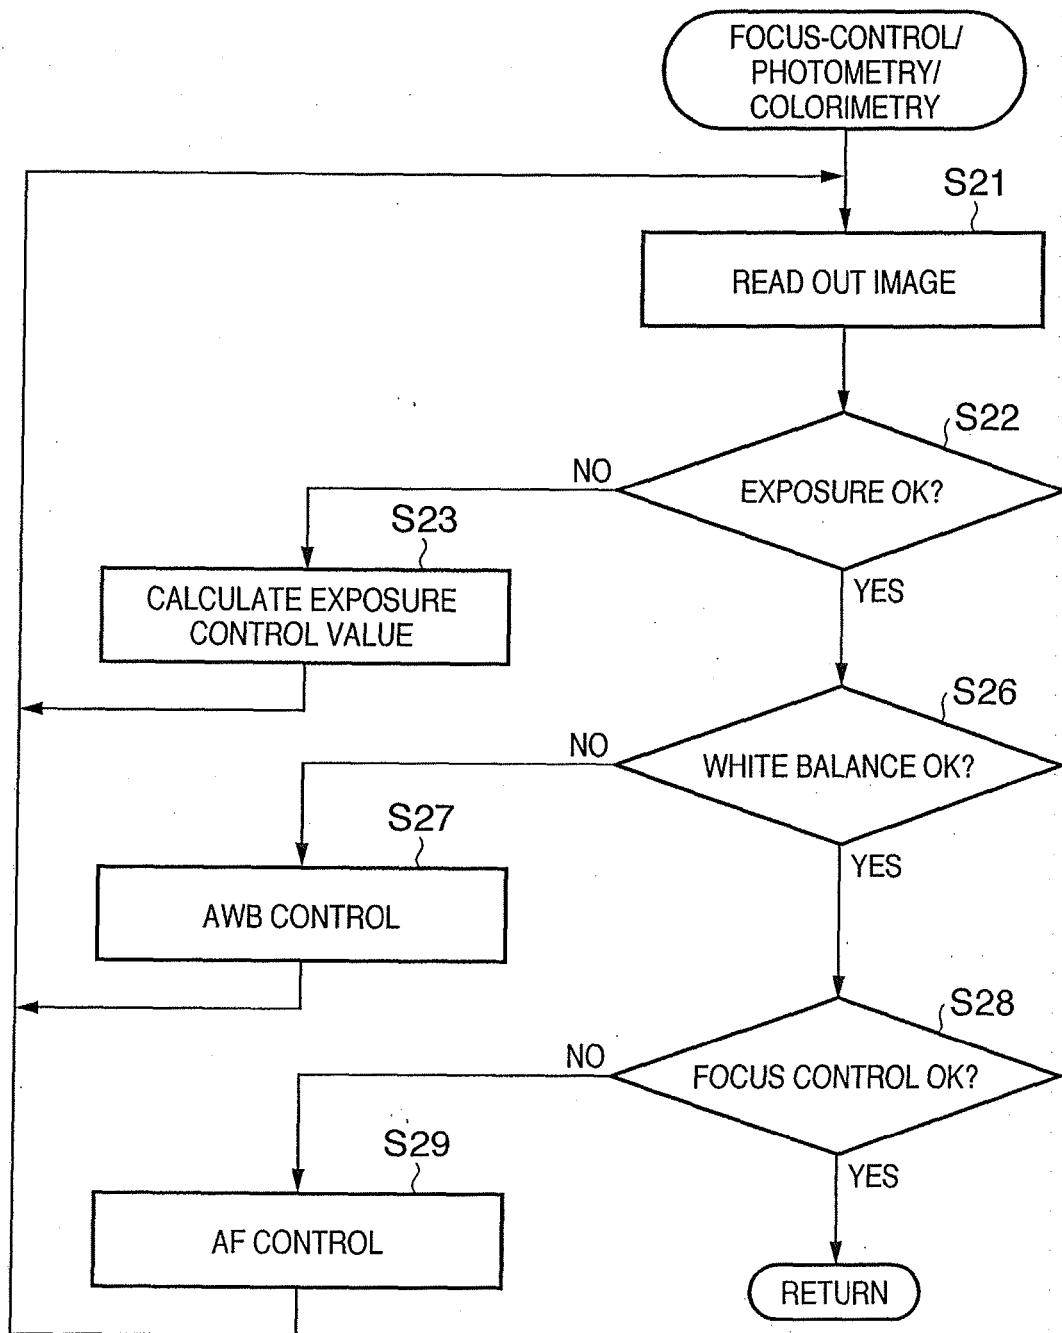 FOCUS-CONTROL/
PHOTOMETRY/
COLORIMETRY
S21
READ OUT IMAGE
S22
EXPOSURE OK?
NO
YES
S23
CALCULATE EXPOSURE
CONTROL VALUE
S26
WHITE BALANCE OK?
NO
YES
S27
AWB CONTROL
S28
FOCUS CONTROL OK?
NO
YES
S29
AF CONTROL
RETURN